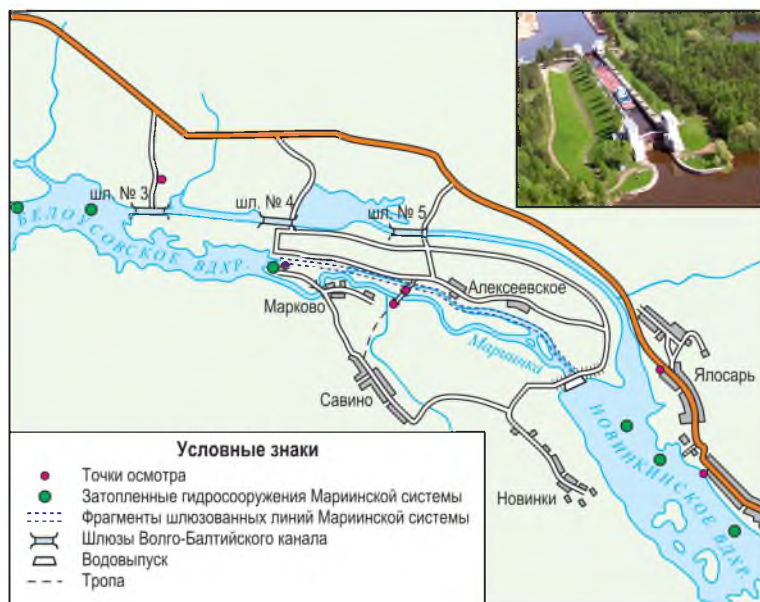 шл. № 3
шл. № 4
шл. № 5
БЕЛОУСОВСКОЕ ВДХР.
Марково
Алексеевское
Мариинка
Ялосарь
Савино
Новинки
НОВИНКИНСКОЕ ВДХР.
Условные знаки
Точки осмотра
Затопленные гидросооружения Мариинской системы
Фрагменты шлюзованных линий Мариинской системы
Шлюзы Волго-Балтийского канала
Водовыпуск
Тропа